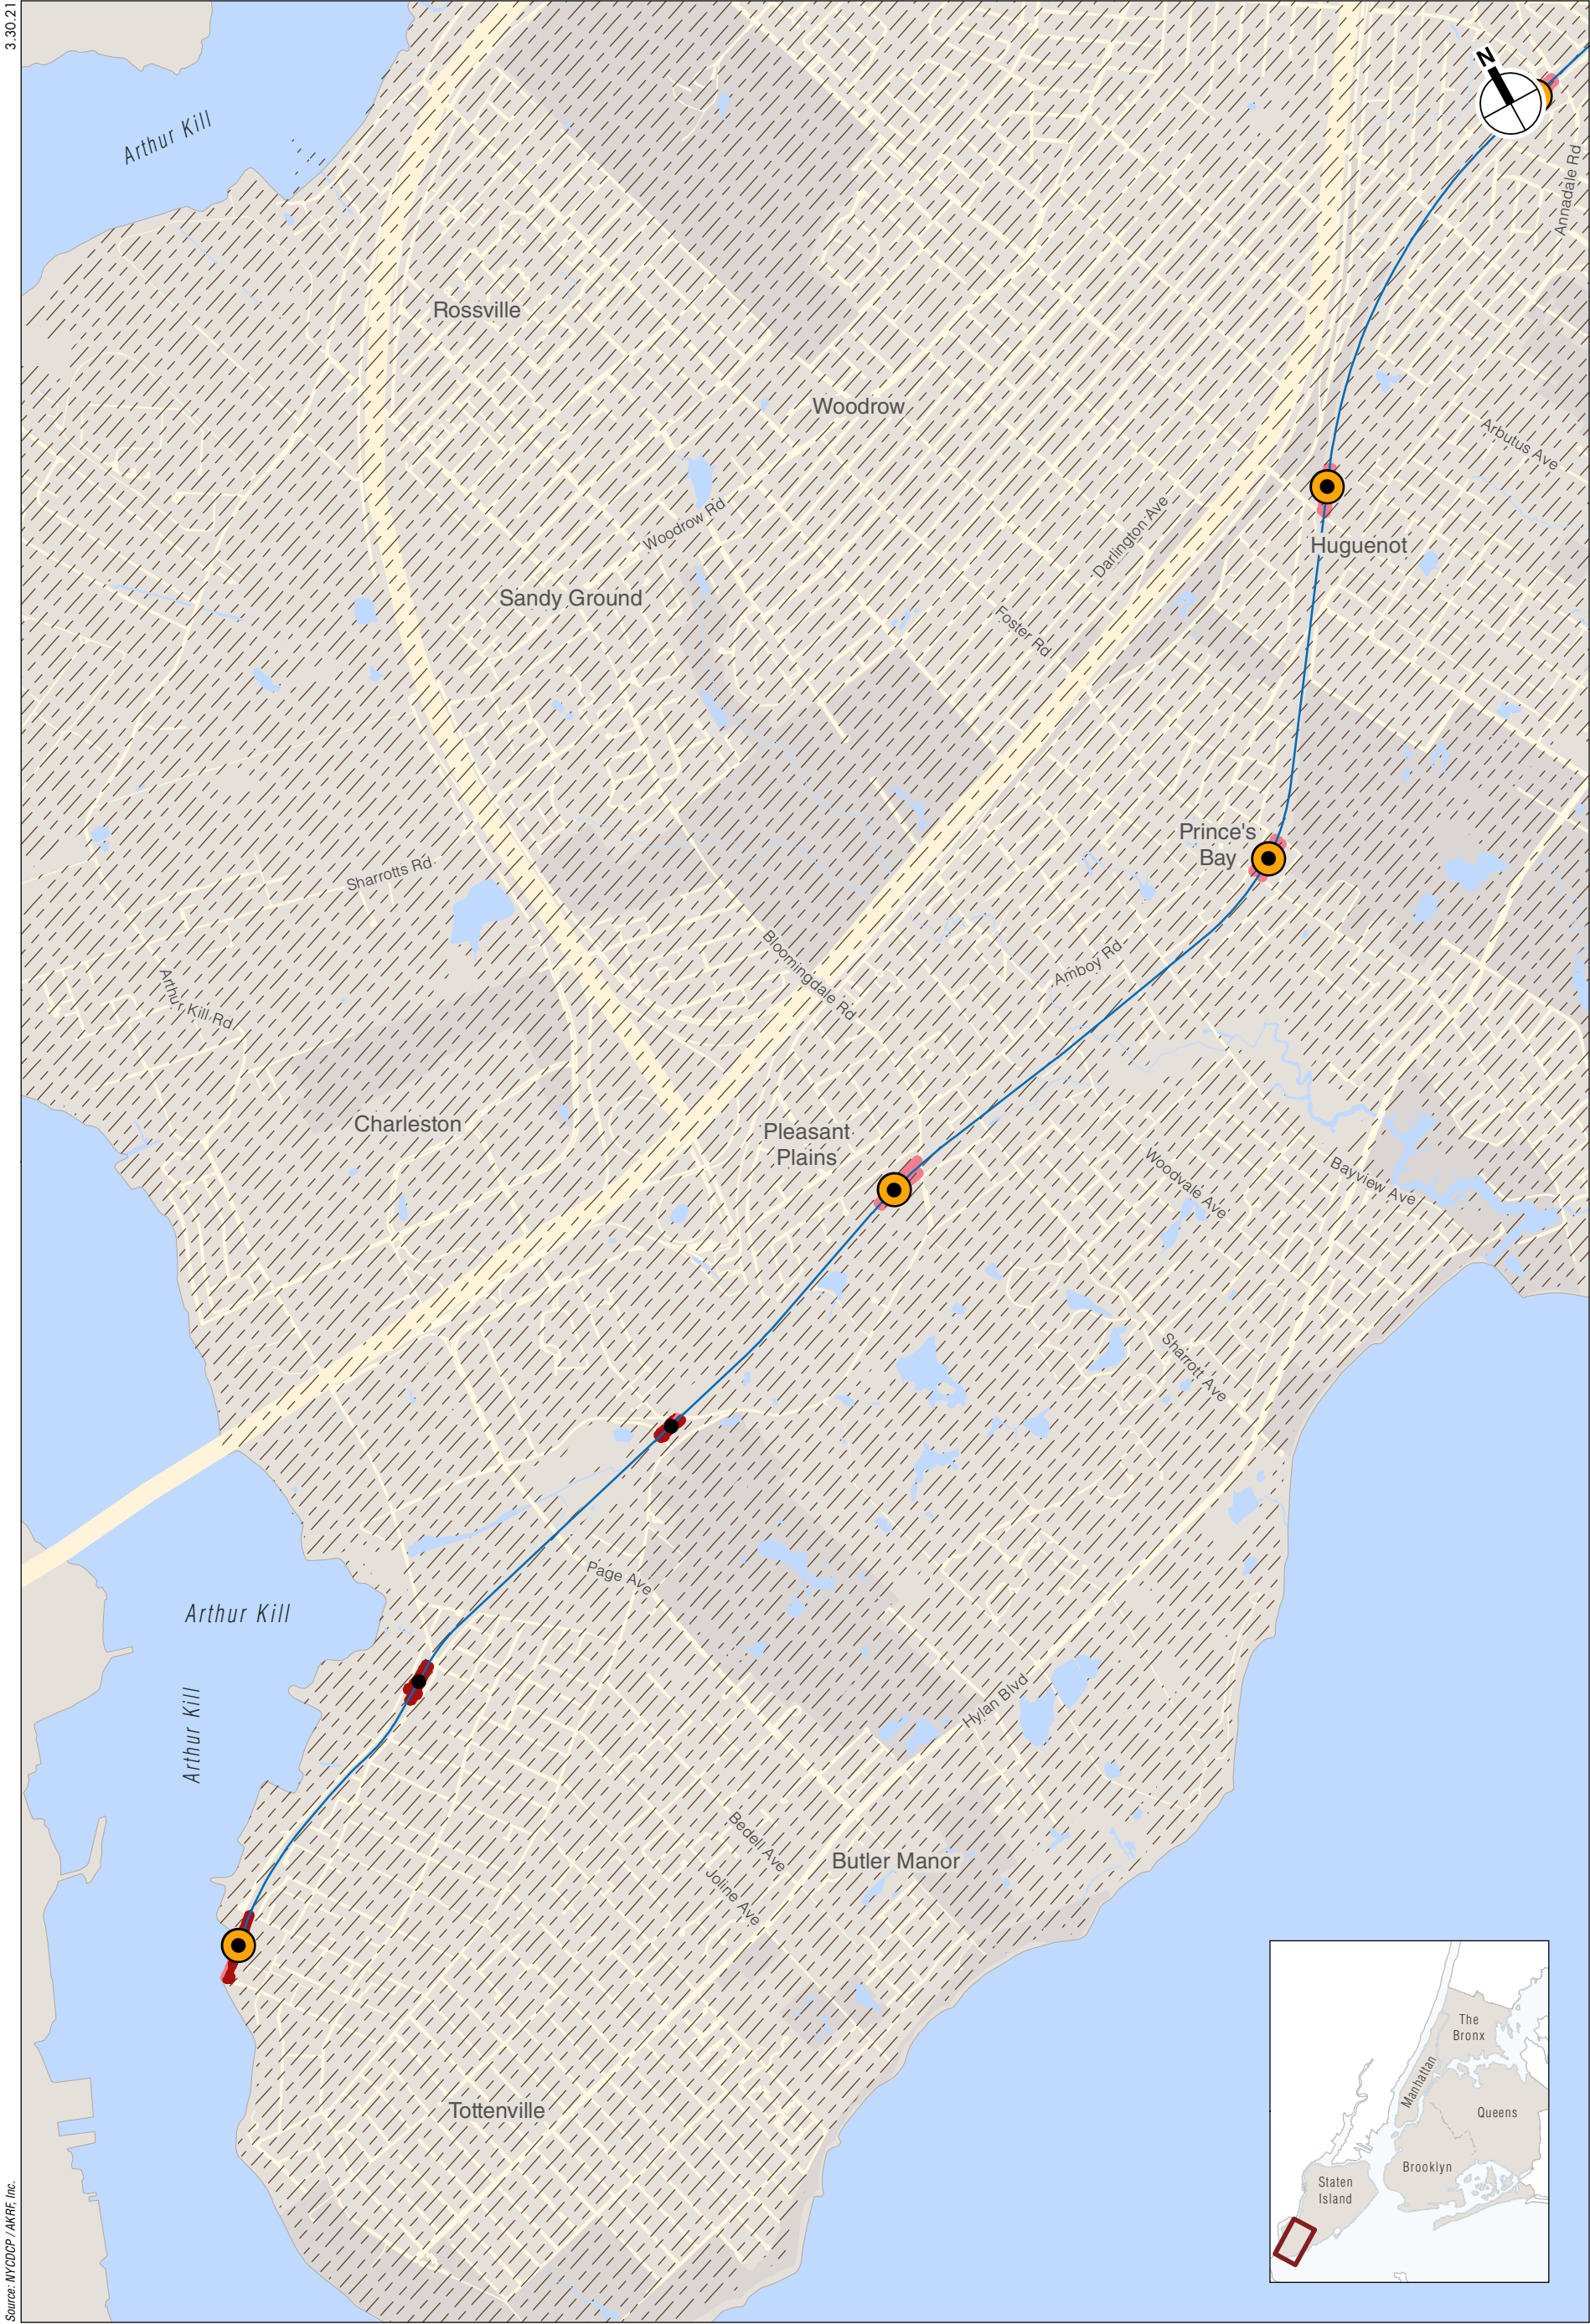 3.30.21
Arthur Kill
N
Annadale Rd
Rossville
Woodrow
Arbutus Ave
Woodrow Rd
Darlington Ave
Huguenot
Sandy Ground
Foster Rd
Prince's
Bay
Sharrotts Rd
Bloomingdale Rd
Amboy Rd
Arthur Kill Rd
Charleston
Pleasant
Plains
Woodvale Ave
Bayview Ave
Sharrott Ave
Page Ave
Arthur Kill
Arthur Kill
Hylan Blvd
Bedell Ave
Butler Manor
Joline Ave
Tottenville
The
Bronx
Manhattan
Queens
Brooklyn
Staten
Island
Source: NYCDCP / AKRF, Inc.